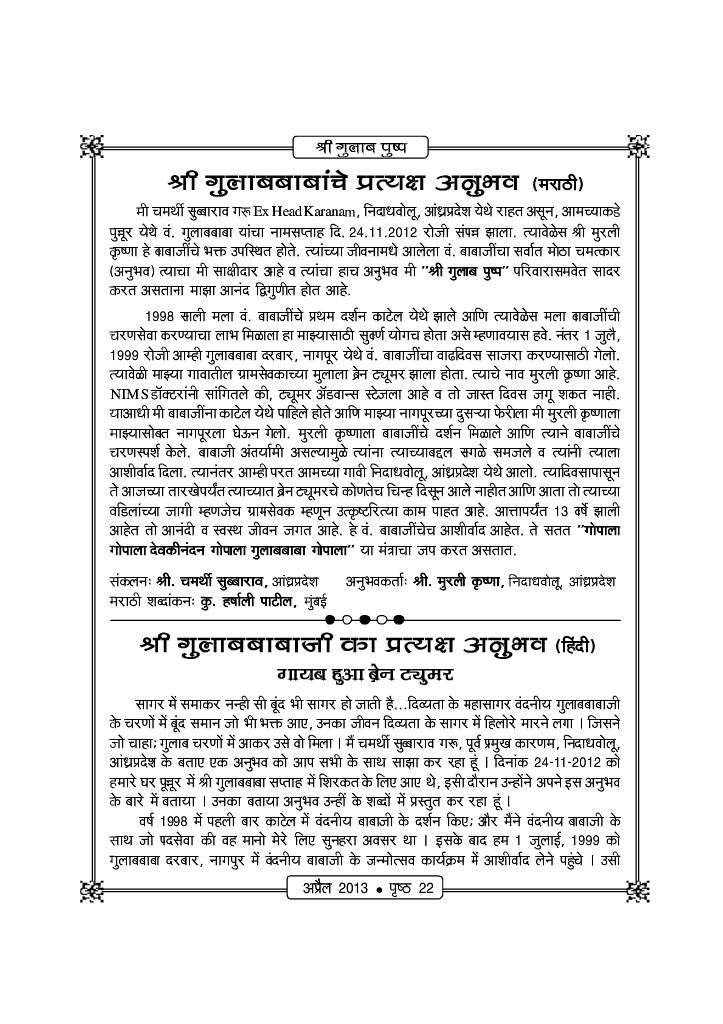 श्री गुलाब पुष्प
श्री गुलाबबाबांचे प्रत्यक्ष अनुभव (मराठी)
मी चमर्थी सुब्बाराव गरू Ex Head Karanam, निदाधवोलू, आंध्रप्रदेश येथे राहत असून, आमच्याकडे
पुन्नूर येथे वं. गुलाबबाबा यांचा नामसप्ताह दि. 24.11.2012 रोजी संपन्न झाला. त्यावेळेस श्री मुरली
कृष्णा हे बाबाजींचे भक्त उपस्थित होते. त्यांच्या जीवनामधे आलेला वं. बाबाजींचा सर्वात मोठा चमत्कार
(अनुभव) त्याचा मी साक्षीदार आहे व त्यांचा हाच अनुभव मी "श्री गुलाब पुष्प" परिवारासमवेत सादर
करत असताना माझा आनंद द्विगुणीत होत आहे.
1998 साली मला वं. बाबाजींचे प्रथम दर्शन काटेल येथे झाले आणि त्यावेळेस मला बाबाजींची
चरणसेवा करण्याचा लाभ मिळाला हा माझ्यासाठी सुवर्ण योगच होता असे म्हणावयास हवे. नंतर 1 जुलै,
1999 रोजी आम्ही गुलाबबाबा दरबार, नागपूर येथे वं. बाबाजींचा वाढदिवस साजरा करण्यासाठी गेलो.
त्यावेळी माझ्या गावातील ग्रामसेवकाच्या मुलाला ब्रेन ट्यूमर झाला होता. त्याचे नाव मुरली कृष्णा आहे.
NIMS डॉक्टरांनी सांगितले की, ट्यूमर ॲडवान्स स्टेजला आहे व तो जास्त दिवस जगू शकत नाही.
याआधी मी बाबाजींना काटेल येथे पाहिले होते आणि माझ्या नागपूरच्या दुसऱ्या फेरीला मी मुरली कृष्णाला
माझ्यासोबत नागपूरला घेऊन गेलो. मुरली कृष्णाला बाबाजींचे दर्शन मिळाले आणि त्याने बाबाजींचे
चरणस्पर्श केले. बाबाजी अंतर्यामी असल्यामुळे त्यांना त्याच्याबद्दल सगळे समजले व त्यांनी त्याला
आशीर्वाद दिला. त्यानंतर आम्ही परत आमच्या गावी निदाधवोलू, आंध्रप्रदेश येथे आलो. त्यादिवसापासून
ते आजच्या तारखेपर्यंत त्याच्यात ब्रेन ट्यूमरचे कोणतेच चिन्ह दिसून आले नाहीत आणि आता तो त्याच्या
वडिलांच्या जागी म्हणजेच ग्रामसेवक म्हणून उत्कृष्टरित्या काम पाहत आहे. आत्तापर्यंत 13 वर्षे झाली
आहेत तो आनंदी व स्वस्थ जीवन जगत आहे. हे वं. बाबाजींचेच आशीर्वाद आहेत. ते सतत "गोपाला
गोपाला देवकीनंदन गोपाला गुलाबबाबा गोपाला" या मंत्राचा जप करत असतात.
संकलनः श्री. चमर्थी सुब्बाराव, आंध्रप्रदेश अनुभवकर्ताः श्री. मुरली कृष्णा, निदाधवोलू, आंध्रप्रदेश
मराठी शब्दांकनः कु. हर्षाली पाटील, मुंबई
श्री गुलाबबाबाजी का प्रत्यक्ष अनुभव (हिंदी)
गायब हुआ ब्रेन ट्युमर
सागर में समाकर नन्ही सी बूंद भी सागर हो जाती है...दिव्यता के महासागर वंदनीय गुलाबबाबाजी
के चरणों में बूंद समान जो भी भक्त आए, उनका जीवन दिव्यता के सागर में हिलोरे मारने लगा । जिसने
जो चाहा; गुलाब चरणों में आकर उसे वो मिला । मैं चमर्थी सुब्बाराव गरू, पूर्व प्रमुख कारणम, निदाधवोलू,
आंध्रप्रदेश के बताए एक अनुभव को आप सभी के साथ साझा कर रहा हूं । दिनांक 24-11-2012 को
हमारे घर पून्नूर में श्री गुलाबबाबा सप्ताह में शिरकत के लिए आए थे, इसी दौरान उन्होंने अपने इस अनुभव
के बारे में बताया । उनका बताया अनुभव उन्हीं के शब्दों में प्रस्तुत कर रहा हूं ।
वर्ष 1998 में पहली बार काटेल में वंदनीय बाबाजी के दर्शन किए; और मैंने वंदनीय बाबाजी के
साथ जो पदसेवा की वह मानो मेरे लिए सुनहरा अवसर था । इसके बाद हम 1 जुलाई, 1999 को
गुलाबबाबा दरबार, नागपुर में वंदनीय बाबाजी के जन्मोत्सव कार्यक्रम में आशीर्वाद लेने पहुंचे । उसी
अप्रैल 2013 ● पृष्ठ 22